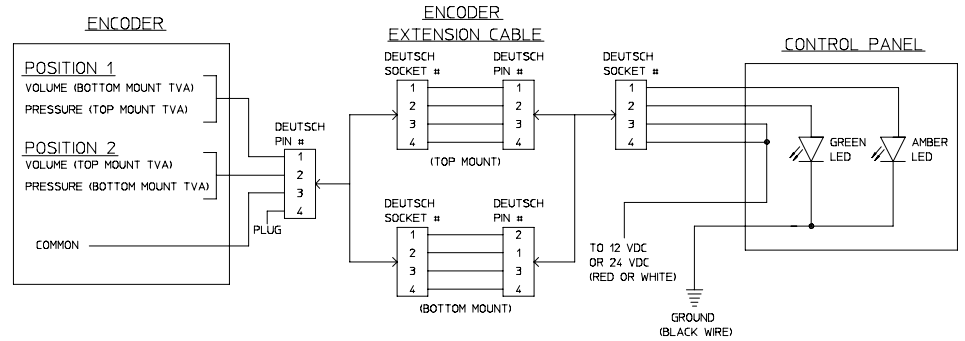 ENCODER
POSITION 1
VOLUME (BOTTOM MOUNT TVA)
PRESSURE (TOP MOUNT TVA)
POSITION 2
VOLUME (TOP MOUNT TVA)
PRESSURE (BOTTOM MOUNT TVA)
COMMON
PLUG
DEUTSCH
PIN #
1
2
3
4
ENCODER
EXTENSION CABLE
DEUTSCH
SOCKET #
1
2
3
4
DEUTSCH
PIN #
1
2
3
4
(TOP MOUNT)
DEUTSCH
SOCKET #
1
2
3
4
DEUTSCH
PIN #
2
1
3
4
(BOTTOM MOUNT)
DEUTSCH
SOCKET #
1
2
3
4
TO 12 VDC
OR 24 VDC
(RED OR WHITE)
GROUND
(BLACK WIRE)
CONTROL PANEL
GREEN
LED
AMBER
LED